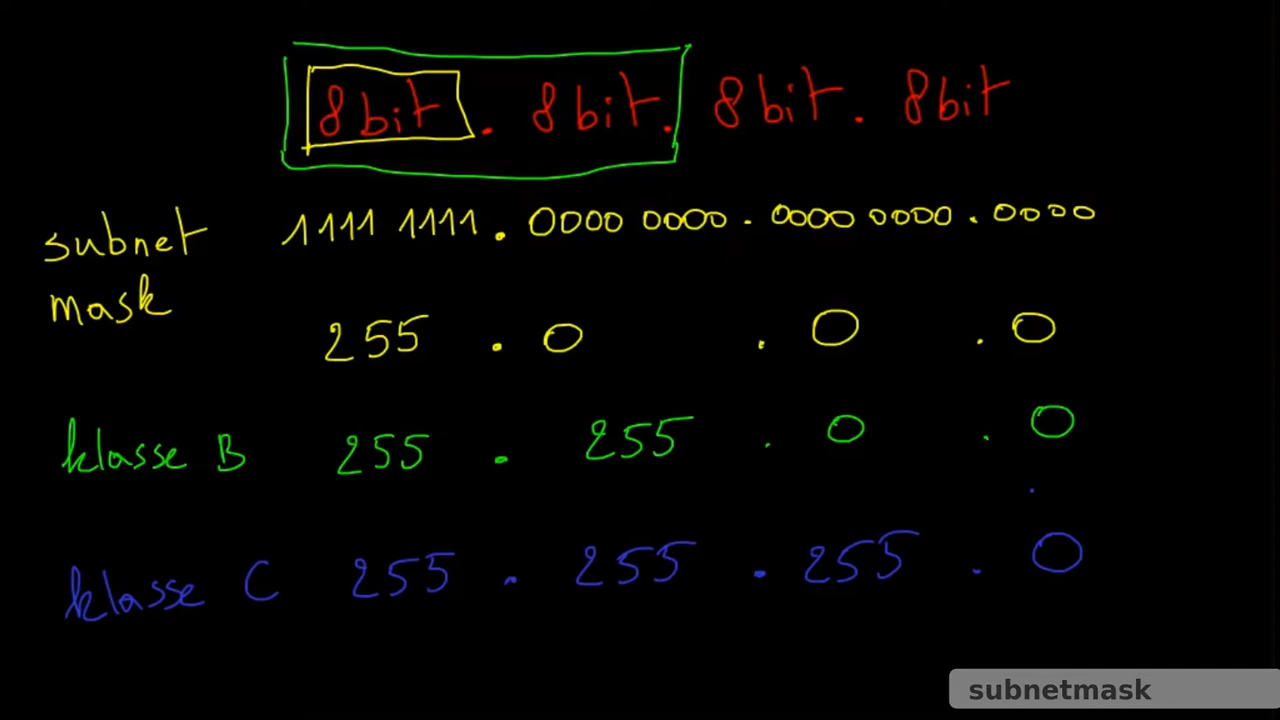 8bit . 8bit . 8bit . 8bit
subnet 1111 1111 . 0000 0000 . 0000 0000 . 0000
mask
255 . 0 . 0 . 0
klasse B 255 . 255 . 0 . 0
klasse C 255 . 255 . 255 . 0
subnetmask